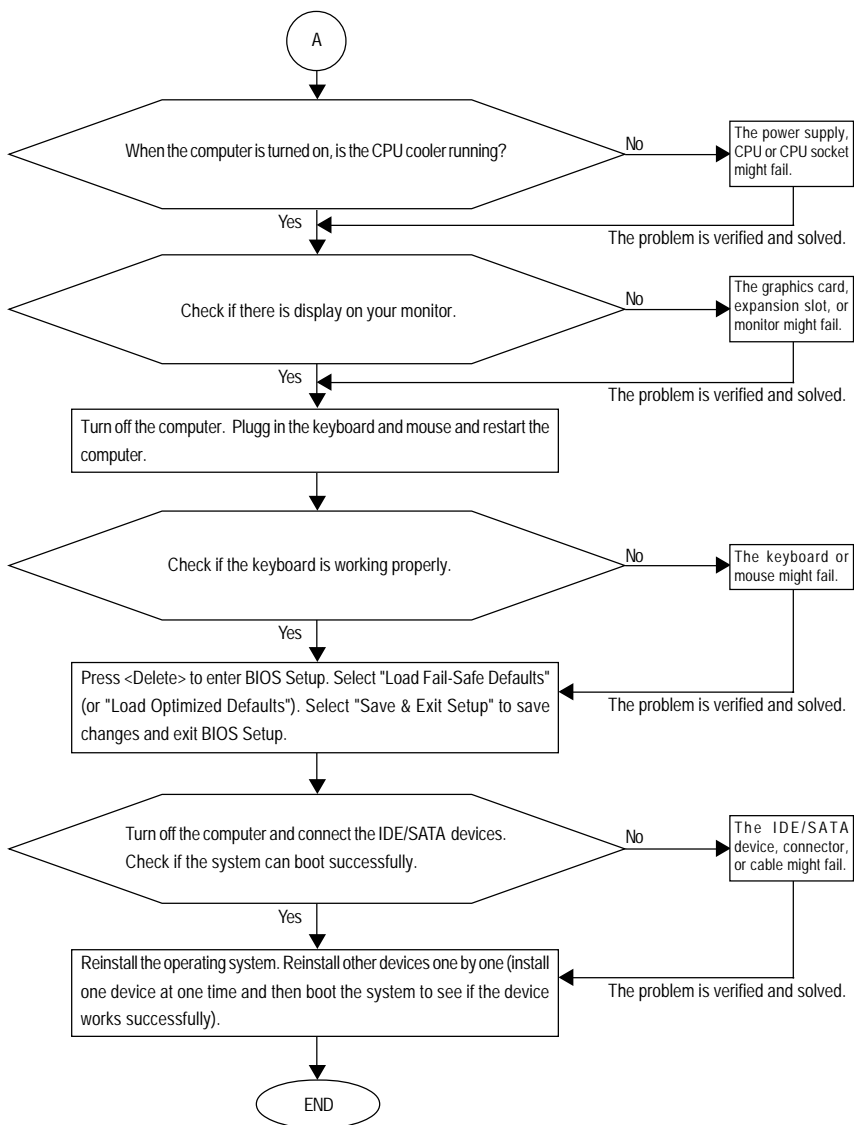 A
When the computer is turned on, is the CPU cooler running?
No
The power supply,
CPU or CPU socket
might fail.
Yes
The problem is verified and solved.
Check if there is display on your monitor.
No
The graphics card,
expansion slot, or
monitor might fail.
Yes
The problem is verified and solved.
Turn off the computer. Plugg in the keyboard and mouse and restart the
computer.
Check if the keyboard is working properly.
No
The keyboard or
mouse might fail.
Yes
Press <Delete> to enter BIOS Setup. Select "Load Fail-Safe Defaults"
(or "Load Optimized Defaults"). Select "Save & Exit Setup" to save
changes and exit BIOS Setup.
The problem is verified and solved.
Turn off the computer and connect the IDE/SATA devices.
Check if the system can boot successfully.
No
The IDE/SATA
device, connector,
or cable might fail.
Yes
Reinstall the operating system. Reinstall other devices one by one (install
one device at one time and then boot the system to see if the device
works successfully).
The problem is verified and solved.
END